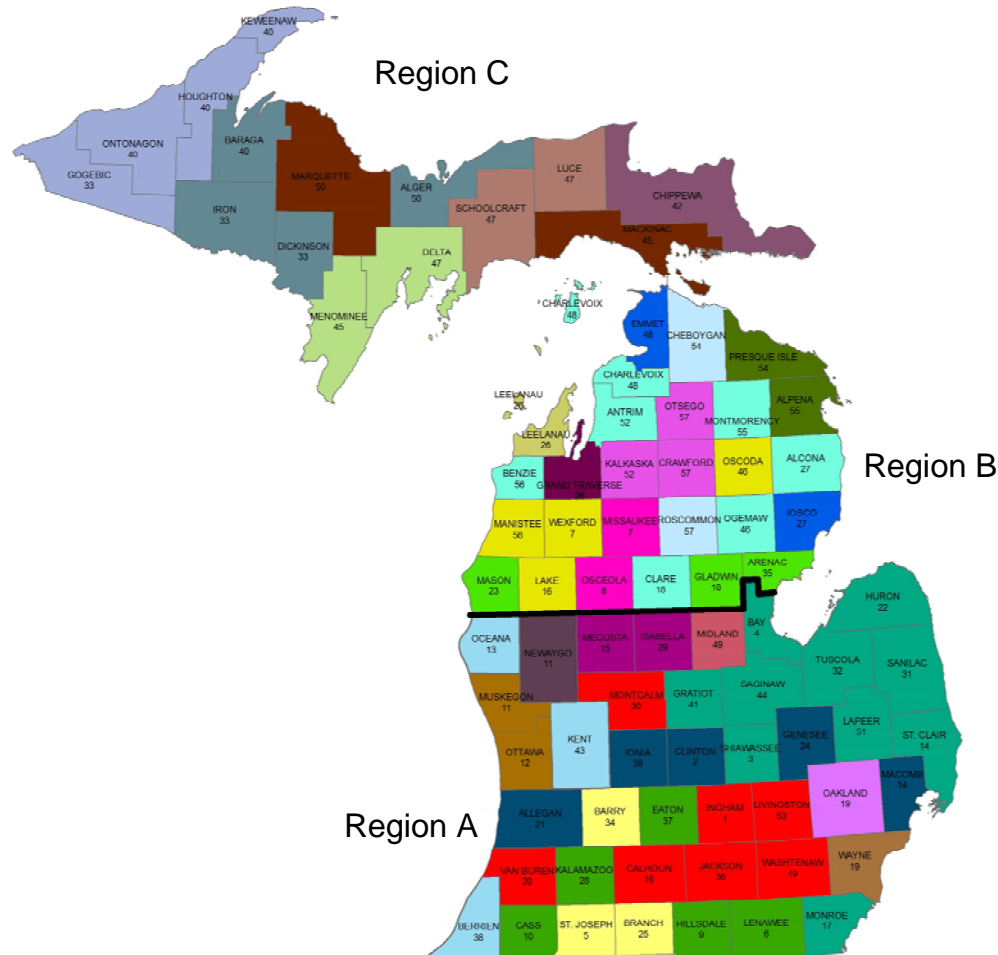 KEWEENAW
40
Region C
HOUGHTON
40
ONTONAGON
40
BARAGA
40
GOGEBIC
33
MARQUETTE
50
ALGER
50
LUCE
47
CHIPPEWA
42
IRON
33
SCHOOLCRAFT
47
MACKINAC
45
DICKINSON
33
DELTA
47
MENOMINEE
45
CHARLEVOIX
48
EMMET
48
CHEBOYGAN
54
PRESQUE ISLE
54
CHARLEVOIX
48
LEELANAU
26
ANTRIM
52
OTSEGO
57
MONTMORENCY
55
ALPENA
55
LEELANAU
26
BENZIE
56
GRAND TRAVERSE
26
KALKASKA
52
CRAWFORD
57
OSCODA
46
ALCONA
27
Region B
MANISTEE
56
WEXFORD
7
MISSAUKEE
7
ROSCOMMON
57
OGEMAW
46
IOSCO
27
MASON
23
LAKE
16
OSCEOLA
8
CLARE
18
GLADWIN
18
ARENAC
35
HURON
22
OCEANA
13
NEWAYGO
11
MECOSTA
15
ISABELLA
29
MIDLAND
49
BAY
4
TUSCOLA
32
SANILAC
31
MUSKEGON
11
MONTCALM
30
GRATIOT
41
SAGINAW
44
OTTAWA
12
KENT
43
IONIA
39
CLINTON
2
SHIAWASSEE
3
GENESEE
24
LAPEER
51
ST. CLAIR
14
Region A
ALLEGAN
21
BARRY
34
EATON
37
INGHAM
1
LIVINGSTON
53
OAKLAND
19
MACOMB
14
VAN BUREN
20
KALAMAZOO
28
CALHOUN
16
JACKSON
36
WASHTENAW
19
WAYNE
19
BERRIEN
38
CASS
10
ST. JOSEPH
5
BRANCH
25
HILLSDALE
9
LENAWEE
6
MONROE
17